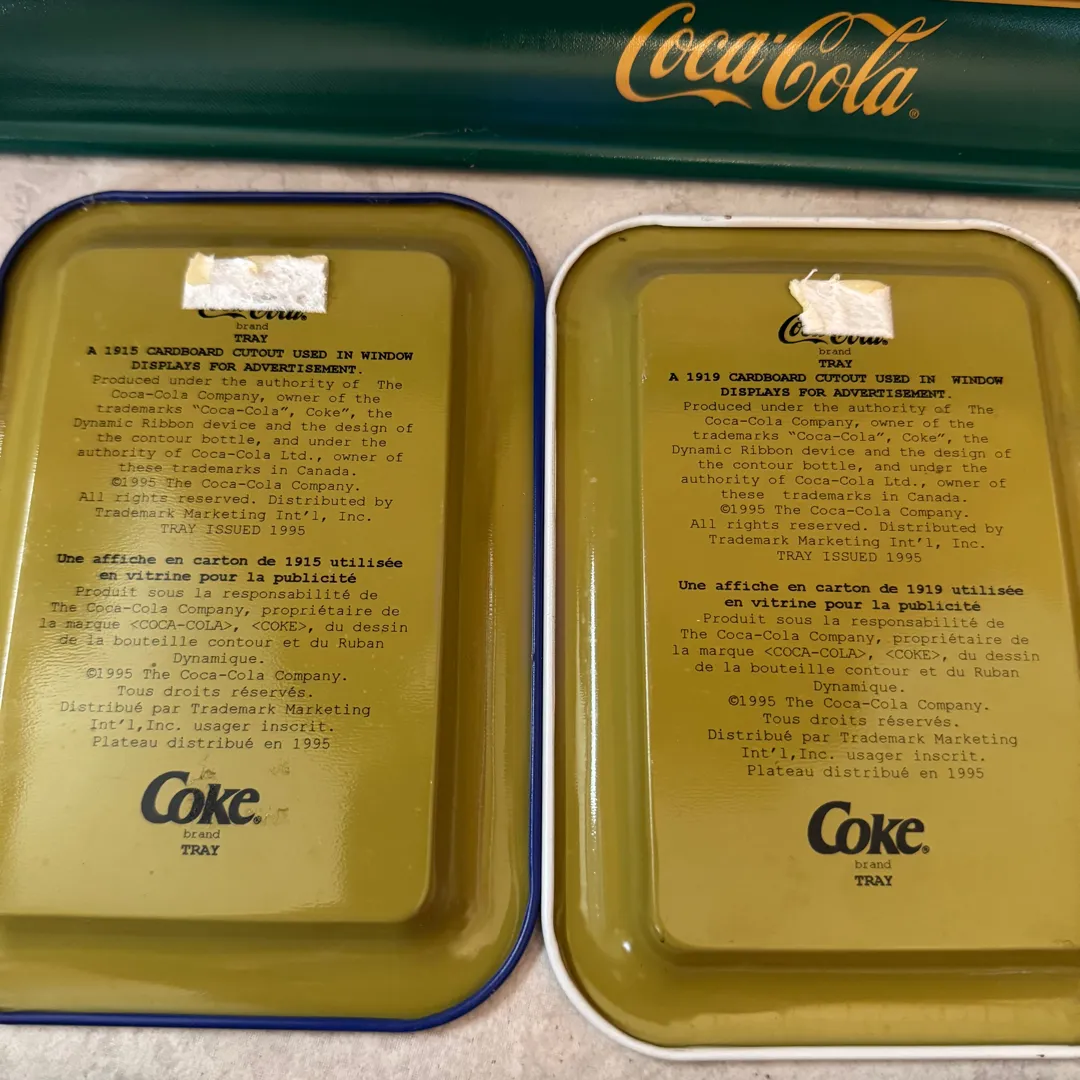 Coca-Cola®
Coca-Cola®
brand
TRAY
A 1915 CARDBOARD CUTOUT USED IN WINDOW
DISPLAYS FOR ADVERTISEMENT.
Produced under the authority of The
Coca-Cola Company, owner of the
trademarks "Coca-Cola", Coke", the
Dynamic Ribbon device and the design of
the contour bottle, and under the
authority of Coca-Cola Ltd., owner of
these trademarks in Canada.
©1995 The Coca-Cola Company.
All rights reserved. Distributed by
Trademark Marketing Int'l, Inc.
TRAY ISSUED 1995
Une affiche en carton de 1915 utilisée
en vitrine pour la publicité
Produit sous la responsabilité de
The Coca-Cola Company, propriétaire de
la marque <COCA-COLA>, <COKE>, du dessin
de la bouteille contour et du Ruban
Dynamique.
©1995 The Coca-Cola Company.
Tous droits réservés.
Distribué par Trademark Marketing
Int'l,Inc. usager inscrit.
Plateau distribué en 1995
Coke®
brand
TRAY
Coca-Cola®
brand
TRAY
A 1919 CARDBOARD CUTOUT USED IN WINDOW
DISPLAYS FOR ADVERTISEMENT.
Produced under the authority of The
Coca-Cola Company, owner of the
trademarks "Coca-Cola", Coke", the
Dynamic Ribbon device and the design of
the contour bottle, and under the
authority of Coca-Cola Ltd., owner of
these trademarks in Canada.
©1995 The Coca-Cola Company.
All rights reserved. Distributed by
Trademark Marketing Int'l, Inc.
TRAY ISSUED 1995
Une affiche en carton de 1919 utilisée
en vitrine pour la publicité
Produit sous la responsabilité de
The Coca-Cola Company, propriétaire de
la marque <COCA-COLA>, <COKE>, du dessin
de la bouteille contour et du Ruban
Dynamique.
©1995 The Coca-Cola Company.
Tous droits réservés.
Distribué par Trademark Marketing
Int'l,Inc. usager inscrit.
Plateau distribué en 1995
Coke®
brand
TRAY